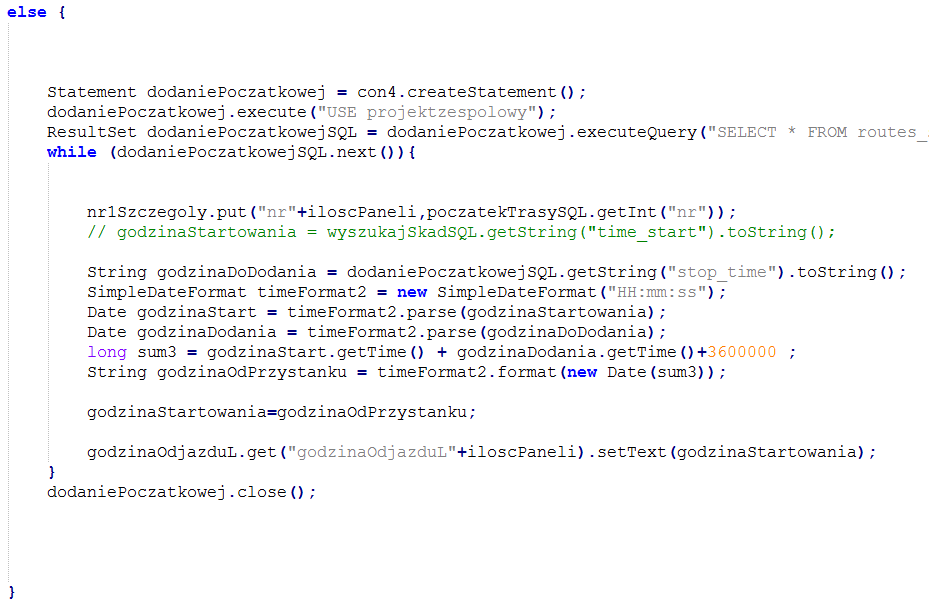 else {
Statement dodaniePoczatkowej = con4.createStatement();
dodaniePoczatkowej.execute("USE projektzespolowy");
ResultSet dodaniePoczatkowejSQL = dodaniePoczatkowej.executeQuery("SELECT * FROM routes_
while (dodaniePoczatkowejSQL.next()){
nr1Szczegoly.put("nr"+iloscPaneli,poczatekTrasySQL.getInt("nr"));
// godzinaStartowania = wyszukajSkadSQL.getString("time_start").toString();
String godzinaDoDodania = dodaniePoczatkowejSQL.getString("stop_time").toString();
SimpleDateFormat timeFormat2 = new SimpleDateFormat("HH:mm:ss");
Date godzinaStart = timeFormat2.parse(godzinaStartowania);
Date godzinaDodania = timeFormat2.parse(godzinaDoDodania);
long sum3 = godzinaStart.getTime() + godzinaDodania.getTime()+3600000 ;
String godzinaOdPrzystanku = timeFormat2.format(new Date(sum3));
godzinaStartowania=godzinaOdPrzystanku;
godzinaOdjazduL.get("godzinaOdjazduL"+iloscPaneli).setText(godzinaStartowania);
}
dodaniePoczatkowej.close();
}